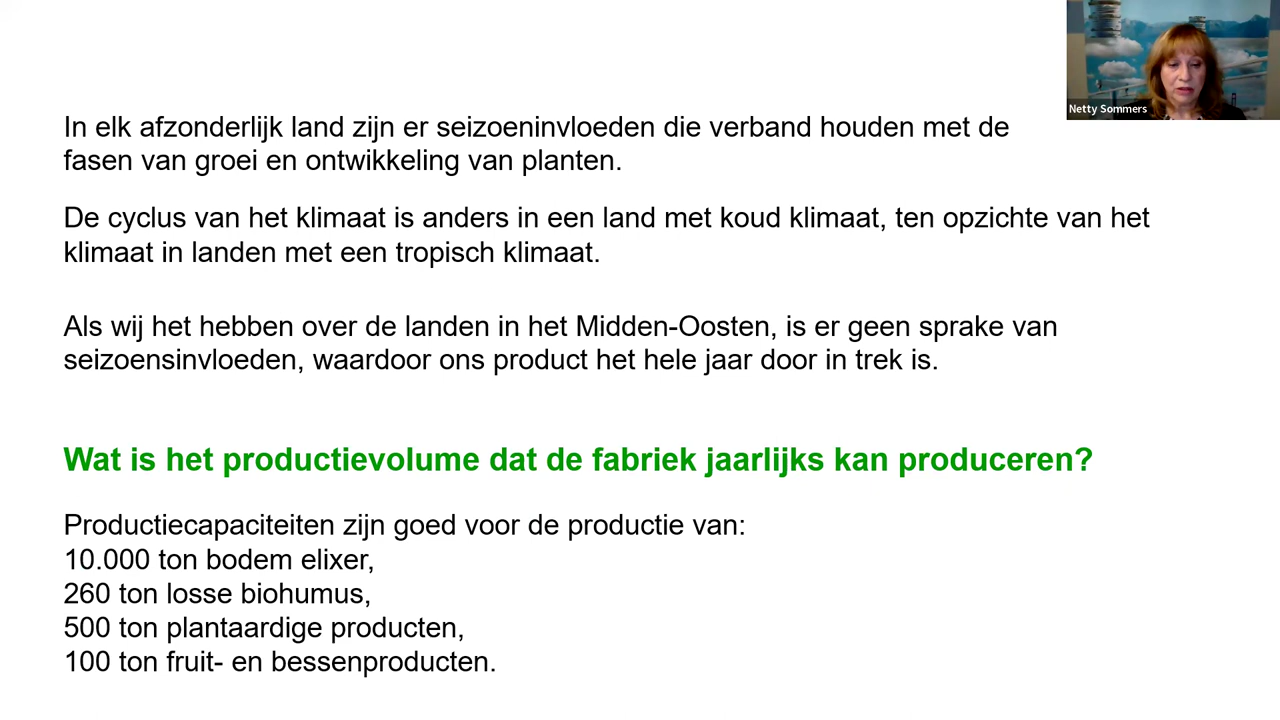 Netty Sommers
In elk afzonderlijk land zijn er seizoeninvloeden die verband houden met de
fasen van groei en ontwikkeling van planten.
De cyclus van het klimaat is anders in een land met koud klimaat, ten opzichte van het
klimaat in landen met een tropisch klimaat.
Als wij het hebben over de landen in het Midden-Oosten, is er geen sprake van
seizoensinvloeden, waardoor ons product het hele jaar door in trek is.
Wat is het productievolume dat de fabriek jaarlijks kan produceren?
Productiecapaciteiten zijn goed voor de productie van:
10.000 ton bodem elixer,
260 ton losse biohumus,
500 ton plantaardige producten,
100 ton fruit- en bessenproducten.